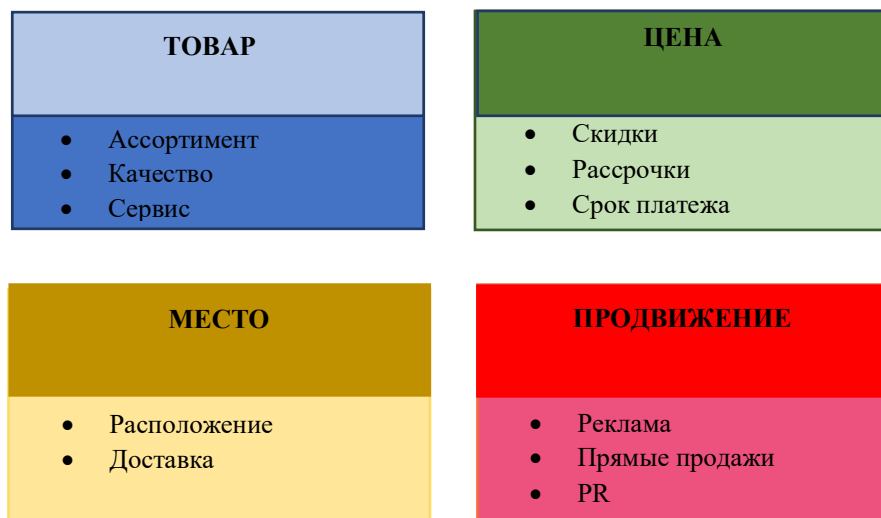 ТОВАР
• Ассортимент
• Качество
• Сервис
ЦЕНА
• Скидки
• Рассрочки
• Срок платежа
МЕСТО
• Расположение
• Доставка
ПРОДВИЖЕНИЕ
• Реклама
• Прямые продажи
• PR